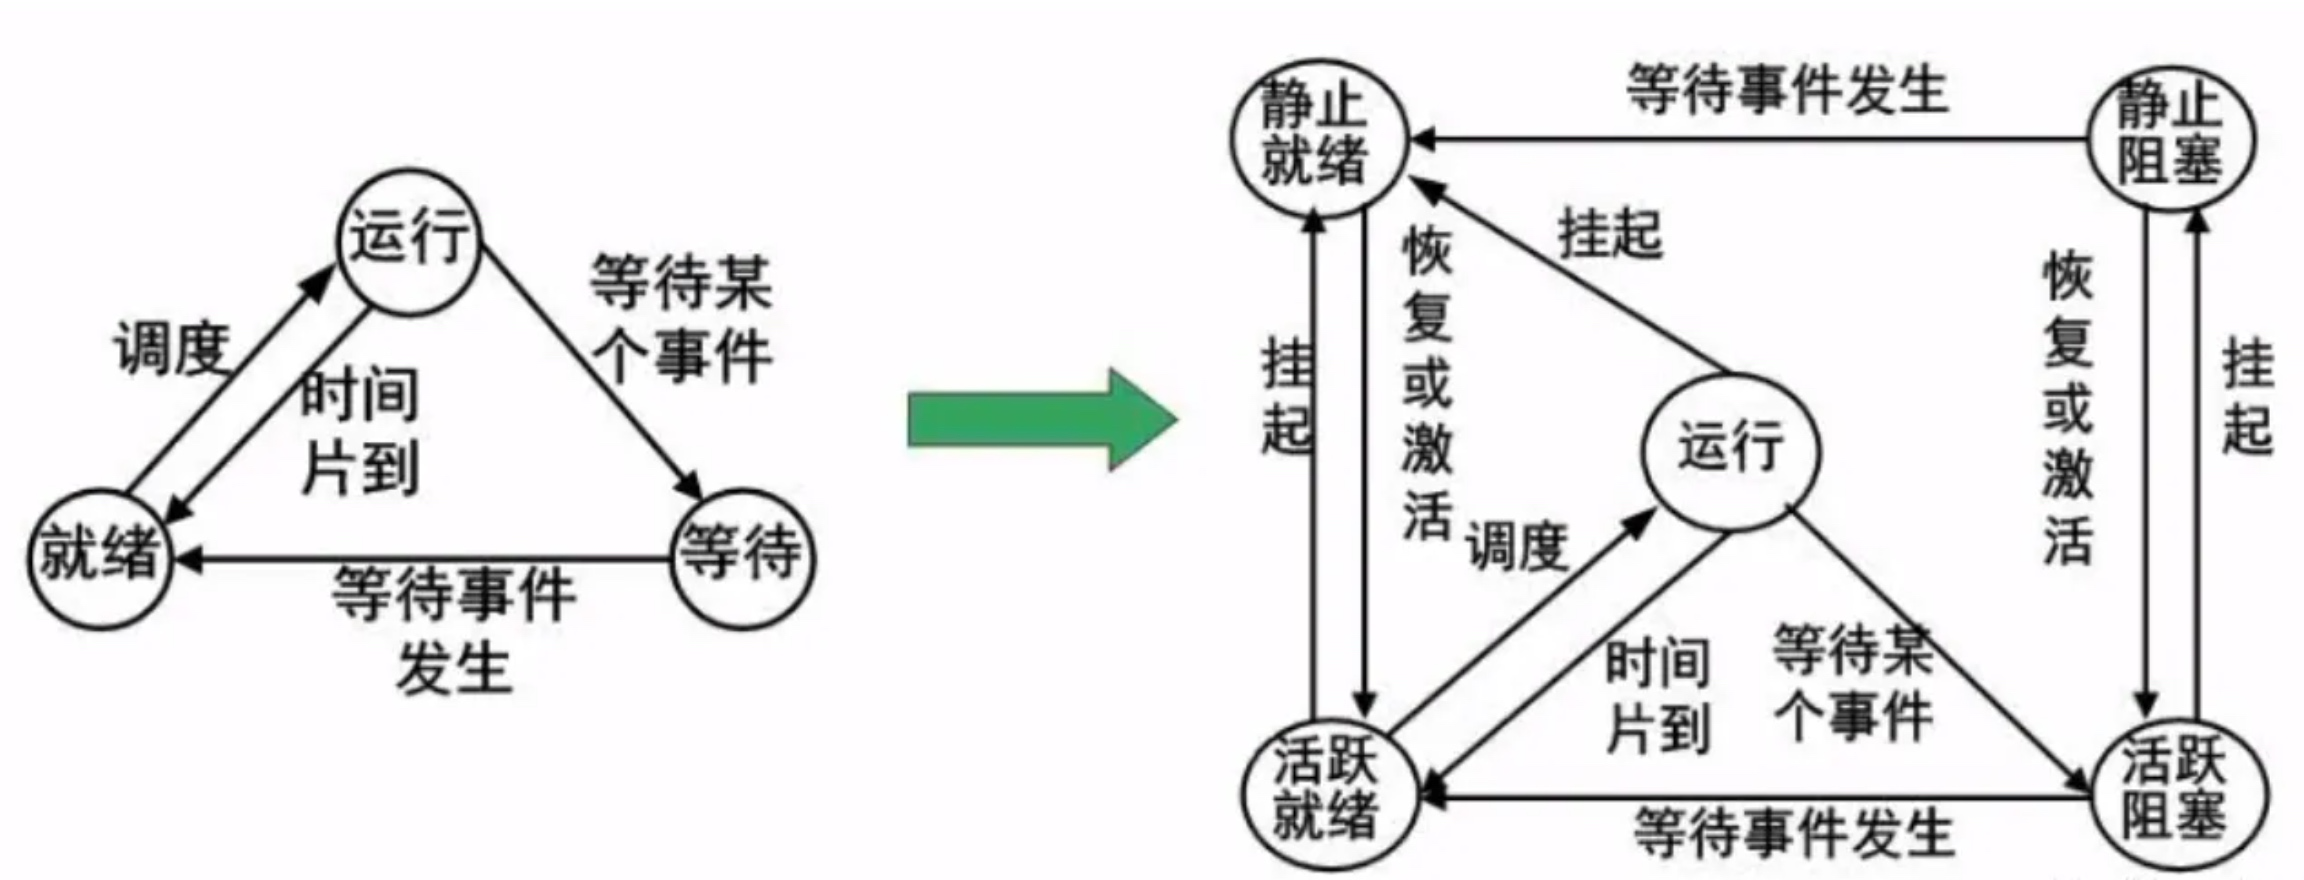 运行
等待某
个事件
调度
时间
片到
就绪
等待
等待事件
发生
静止
就绪
等待事件发生
静止
阻塞
挂起
恢复或激活
挂起
恢复或激活
挂起
运行
调度
时间
片到
等待某
个事件
活跃
就绪
等待事件发生
活跃
阻塞